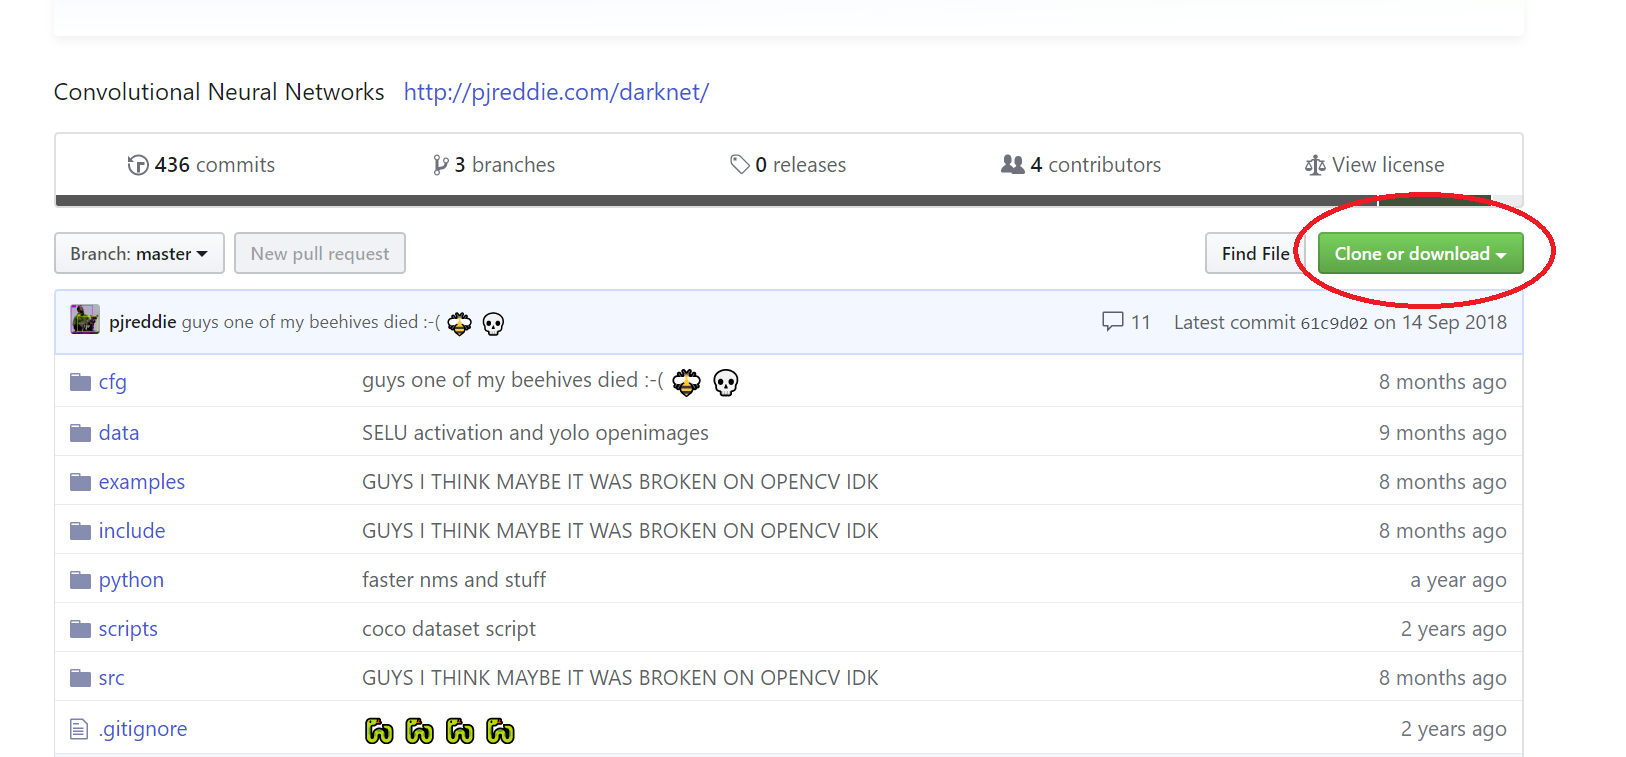 Convolutional Neural Networks http://pjreddie.com/darknet/
436 commits 3 branches 0 releases 4 contributors View license
Branch: master New pull request Find File Clone or download
pjreddie guys one of my beehives died :-( 🐝 💀 11 Latest commit 61c9d02 on 14 Sep 2018
cfg guys one of my beehives died :-( 🐝 💀 8 months ago
data SELU activation and yolo openimages 9 months ago
examples GUYS I THINK MAYBE IT WAS BROKEN ON OPENCV IDK 8 months ago
include GUYS I THINK MAYBE IT WAS BROKEN ON OPENCV IDK 8 months ago
python faster nms and stuff a year ago
scripts coco dataset script 2 years ago
src GUYS I THINK MAYBE IT WAS BROKEN ON OPENCV IDK 8 months ago
.gitignore 🐍 🐍 🐍 🐍 2 years ago